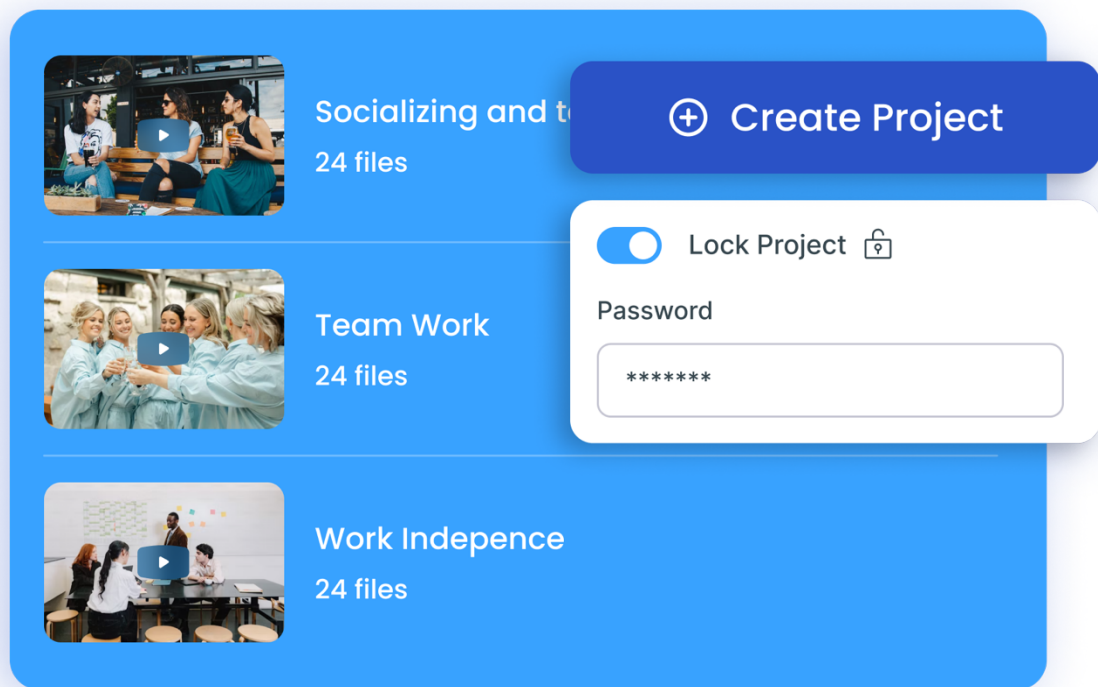 Socializing and
24 files
Create Project
Lock Project
Password
*******
Team Work
24 files
Work Indepence
24 files